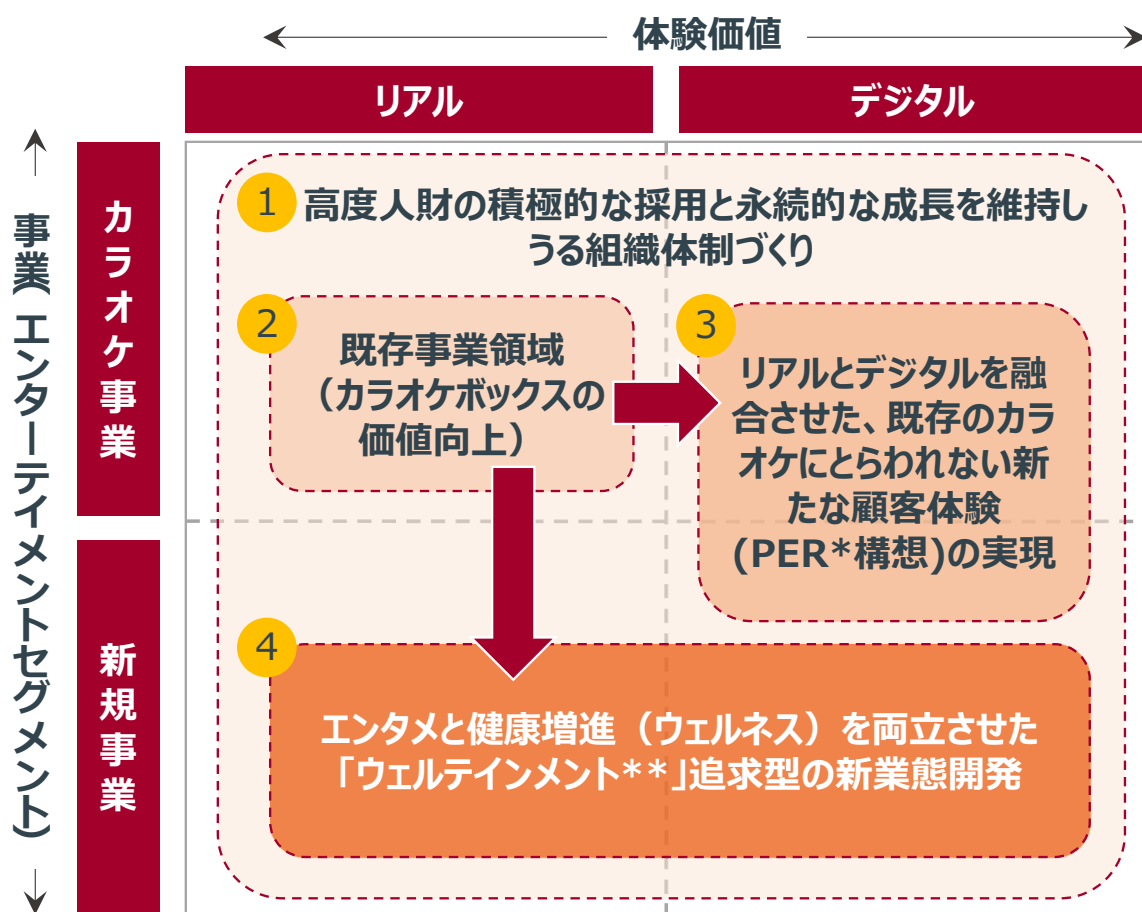 体験価値
リアル
デジタル
事業(エンターテイメントセグメント)
カラオケ事業
新規事業
1
高度人財の積極的な採用と永続的な成長を維持し
うる組織体制づくり
2
既存事業領域
（カラオケボックスの
価値向上）
3
リアルとデジタルを融
合させた、既存のカラ
オケにとらわれない新
たな顧客体験
(PER*構想)の実現
4
エンタメと健康増進（ウェルネス）を両立させた
「ウェルテインメント**」追求型の新業態開発